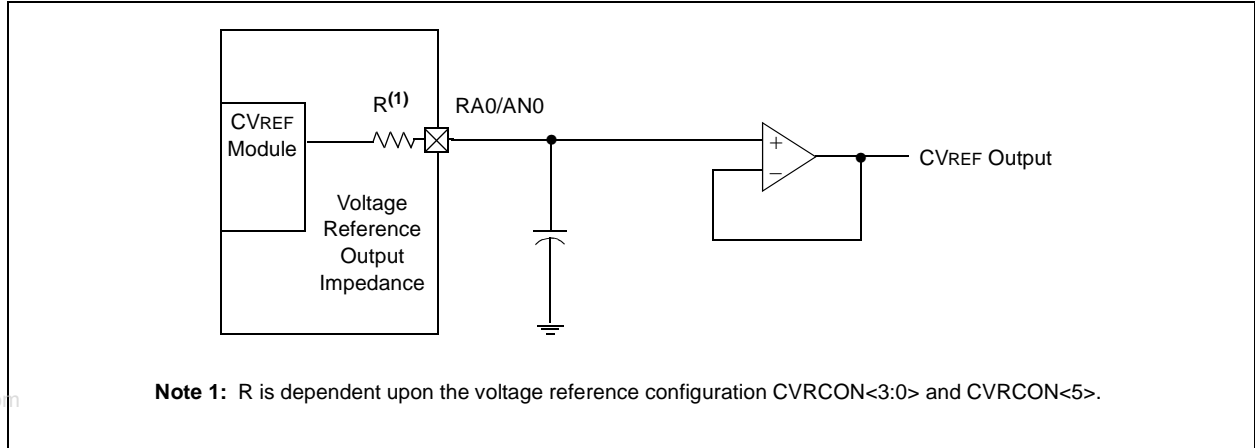 R(1)
RA0/AN0
CVREF
Module
+
–
CVREF Output
Voltage
Reference
Output
Impedance
Note 1: R is dependent upon the voltage reference configuration CVRCON<3:0> and CVRCON<5>.
om